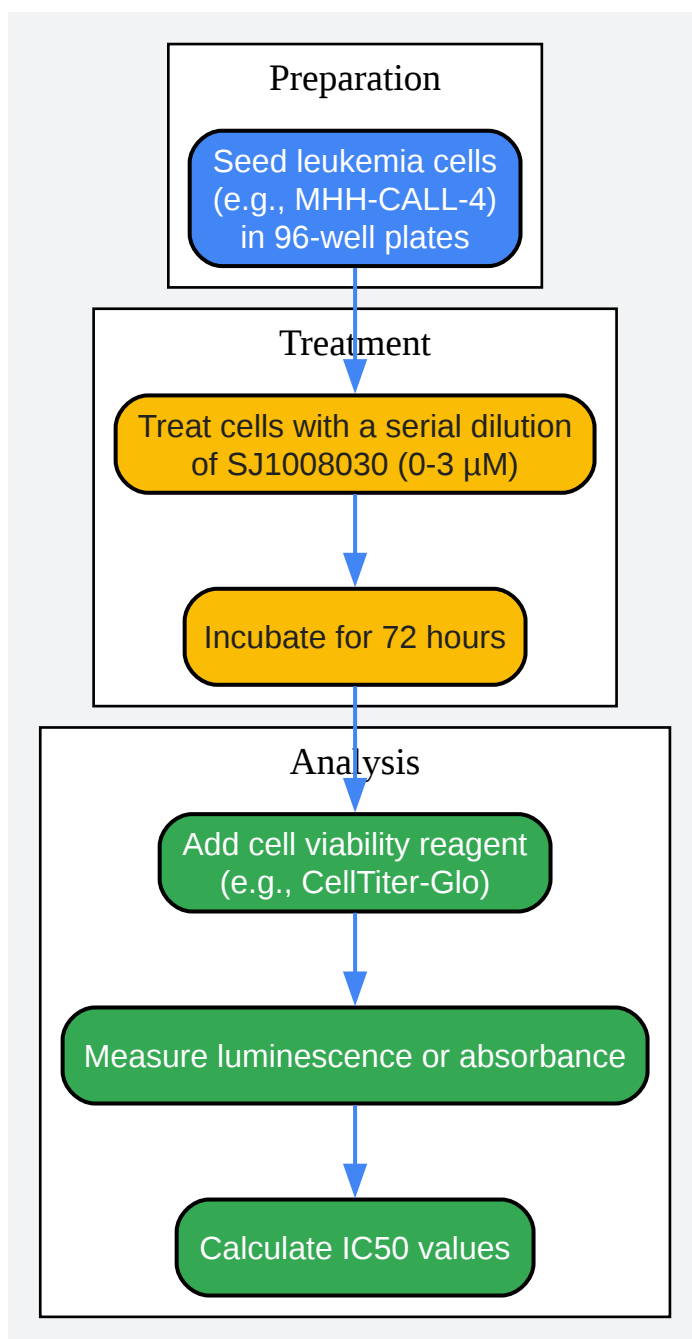 Preparation
Seed leukemia cells
(e.g., MHH-CALL-4)
in 96-well plates
Treatment
Treat cells with a serial dilution
of SJ1008030 (0-3 µM)
Incubate for 72 hours
Analysis
Add cell viability reagent
(e.g., CellTiter-Glo)
Measure luminescence or absorbance
Calculate IC50 values